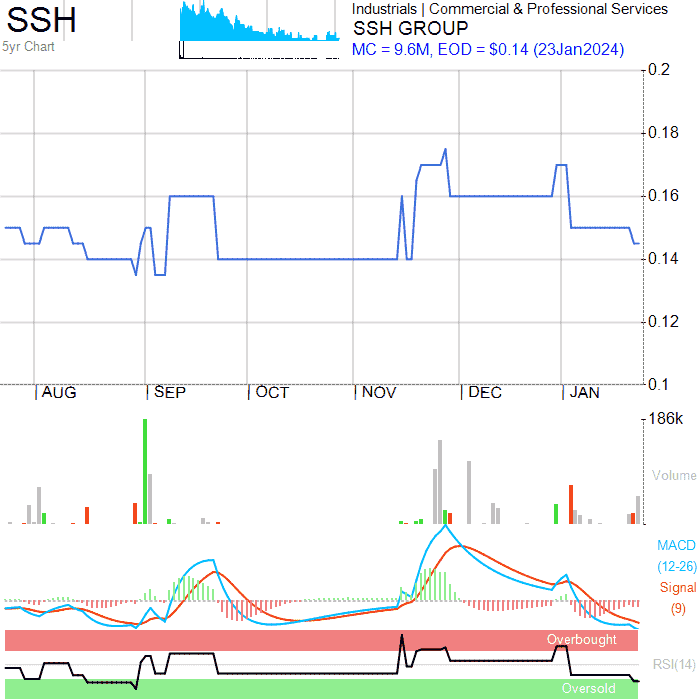 SSH
5yr Chart
Industrials | Commercial & Professional Services
SSH GROUP
MC = 9.6M, EOD = $0.14 (23Jan2024)
0.2
0.18
0.16
0.14
0.12
0.1
AUG SEP OCT NOV DEC JAN
186k
Volume
MACD
(12-26)
Signal
(9)
Overbought
RSI(14)
Oversold